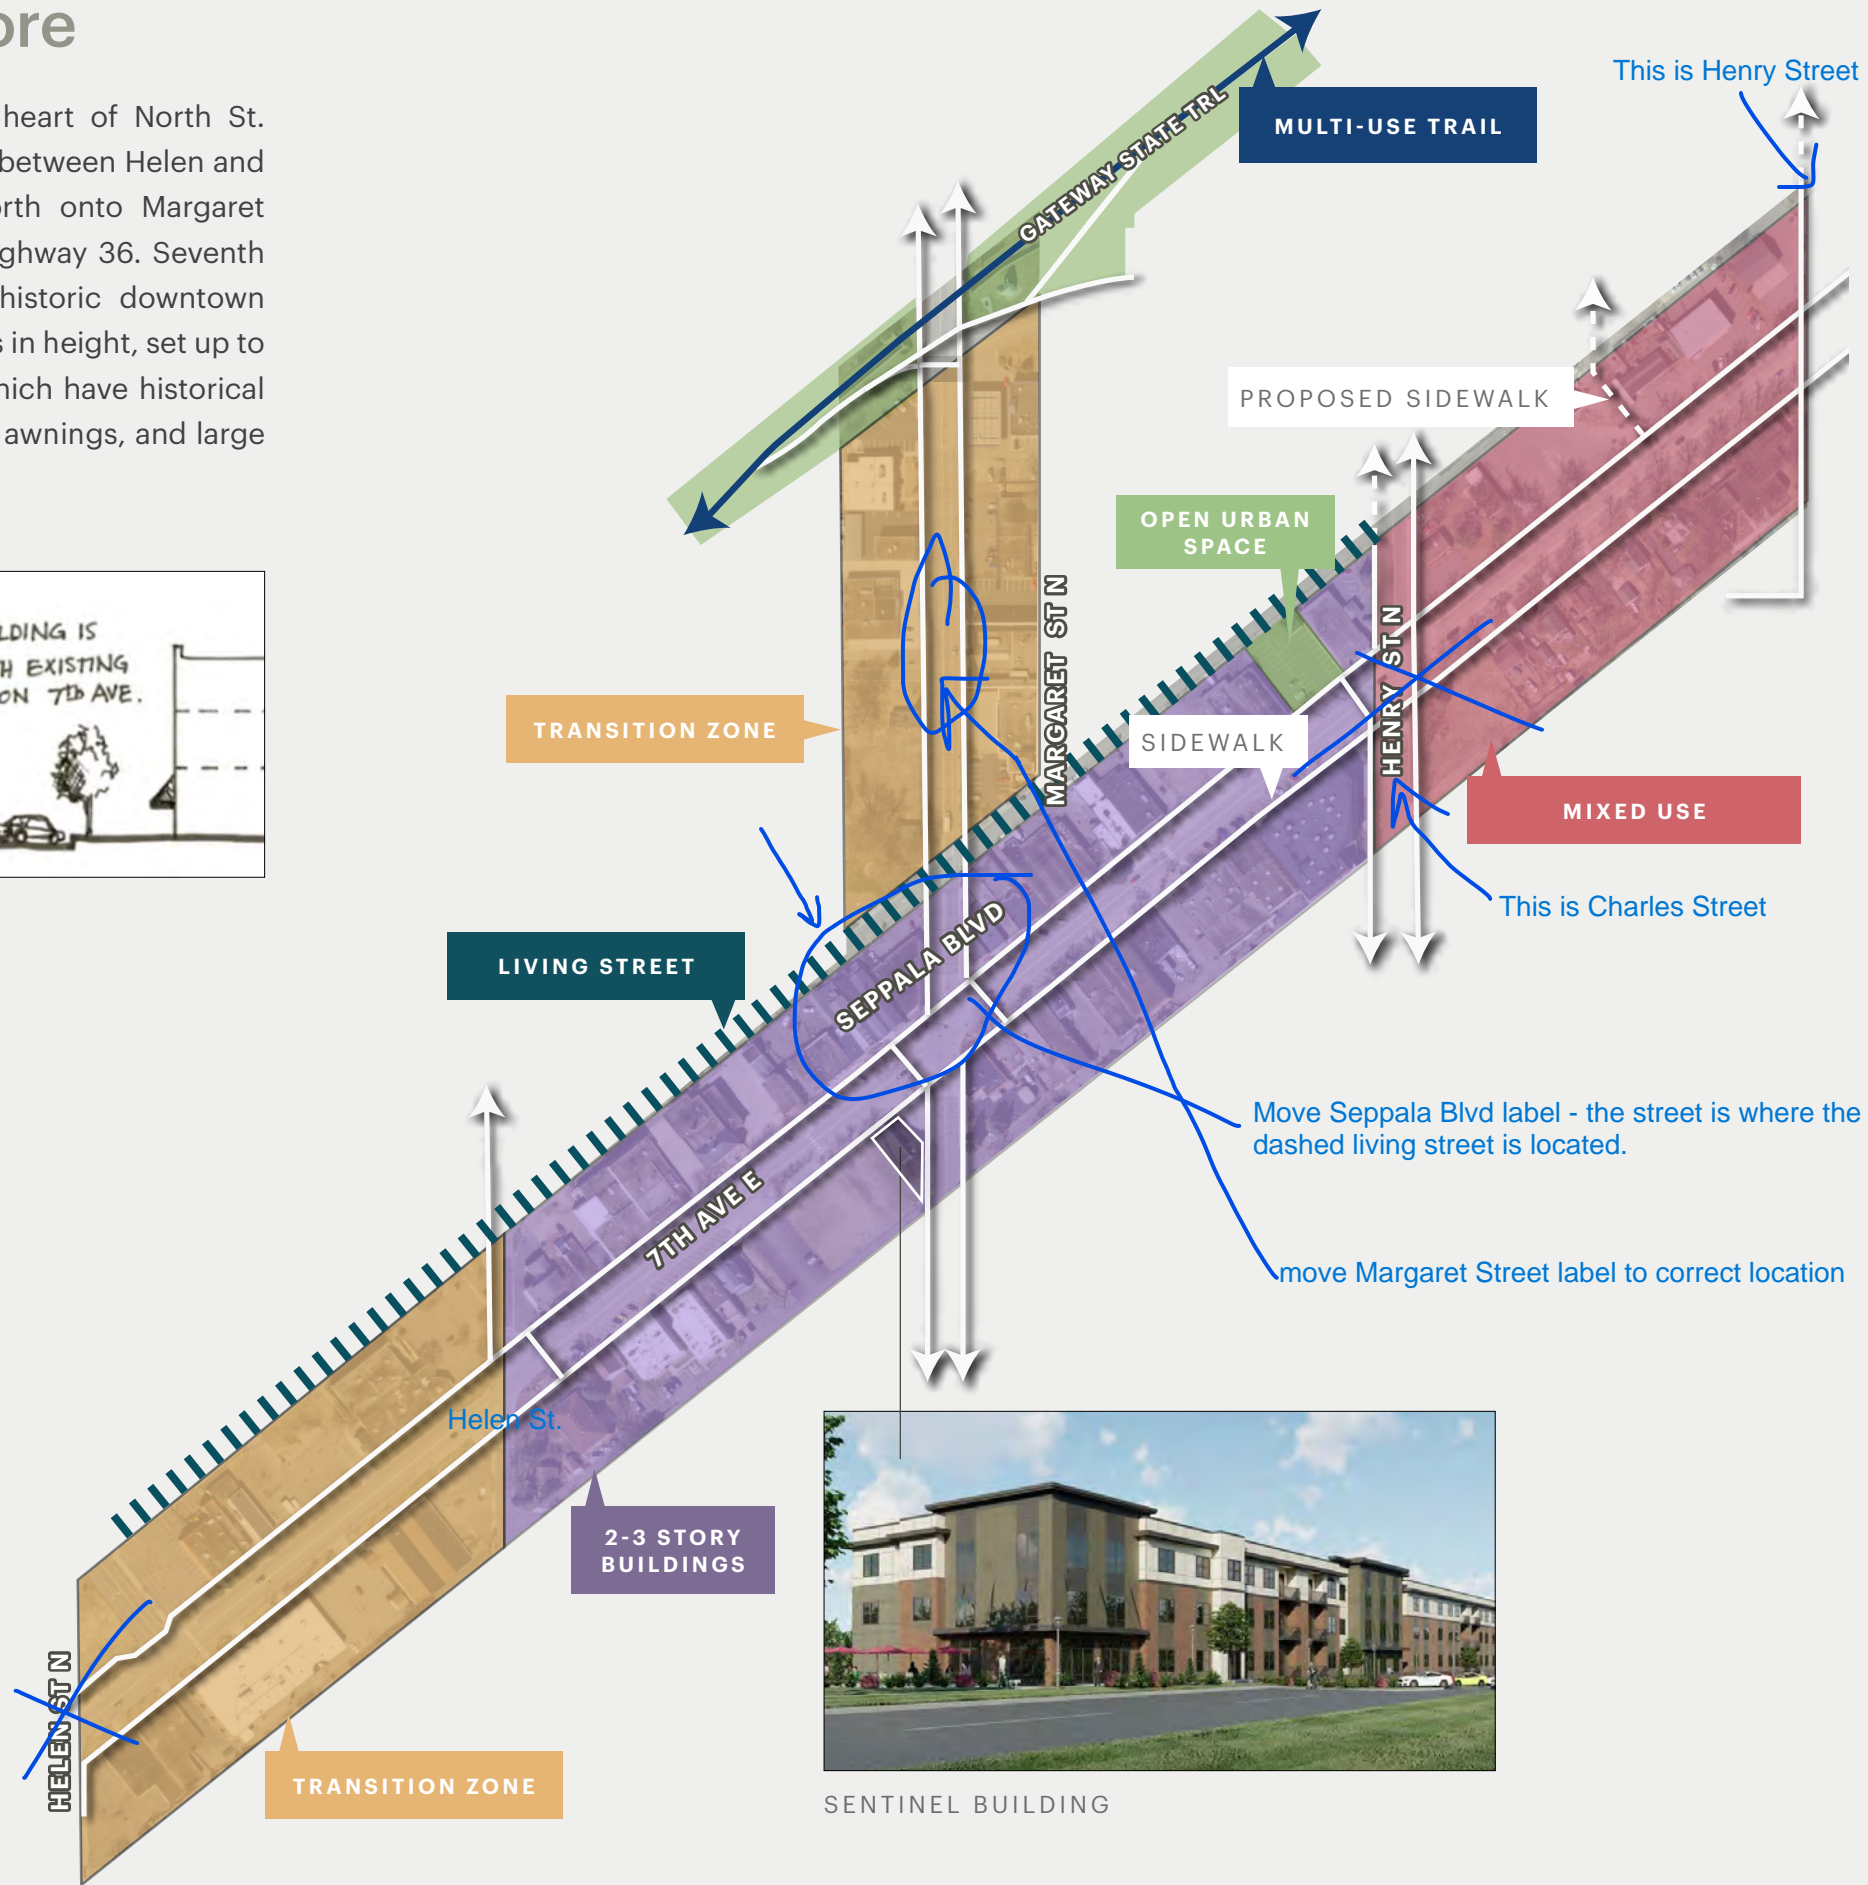 ore
heart of North St.
between Helen and
orth onto Margaret
ghway 36. Seventh
historic downtown
s in height, set up to
hich have historical
awnings, and large
LDING IS
H EXISTING
ON 7th AVE.
This is Henry Street
MULTI-USE TRAIL
GATEWAY STATE TRL
PROPOSED SIDEWALK
OPEN URBAN
SPACE
MARGARET ST N
HENRY ST N
TRANSITION ZONE
SIDEWALK
MIXED USE
This is Charles Street
LIVING STREET
SEPPALA BLVD
Move Seppala Blvd label - the street is where the
dashed living street is located.
7TH AVE E
move Margaret Street label to correct location
Helen St.
2-3 STORY
BUILDINGS
HELEN ST N
TRANSITION ZONE
SENTINEL BUILDING